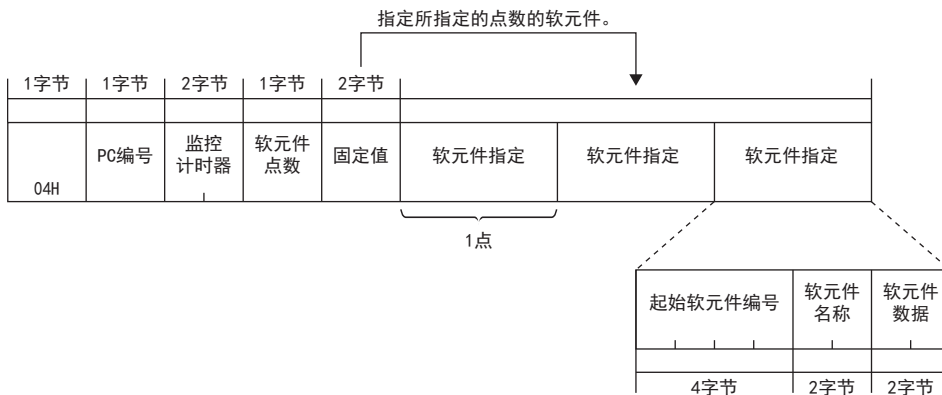 指定所指定的点数的软元件。
1字节 1字节 2字节 1字节 2字节
04H
PC编号
监控
计时器
软元件
点数
固定值
软元件指定
软元件指定
软元件指定
1点
起始软元件编号
软元件
名称
软元件
数据
4字节 2字节 2字节